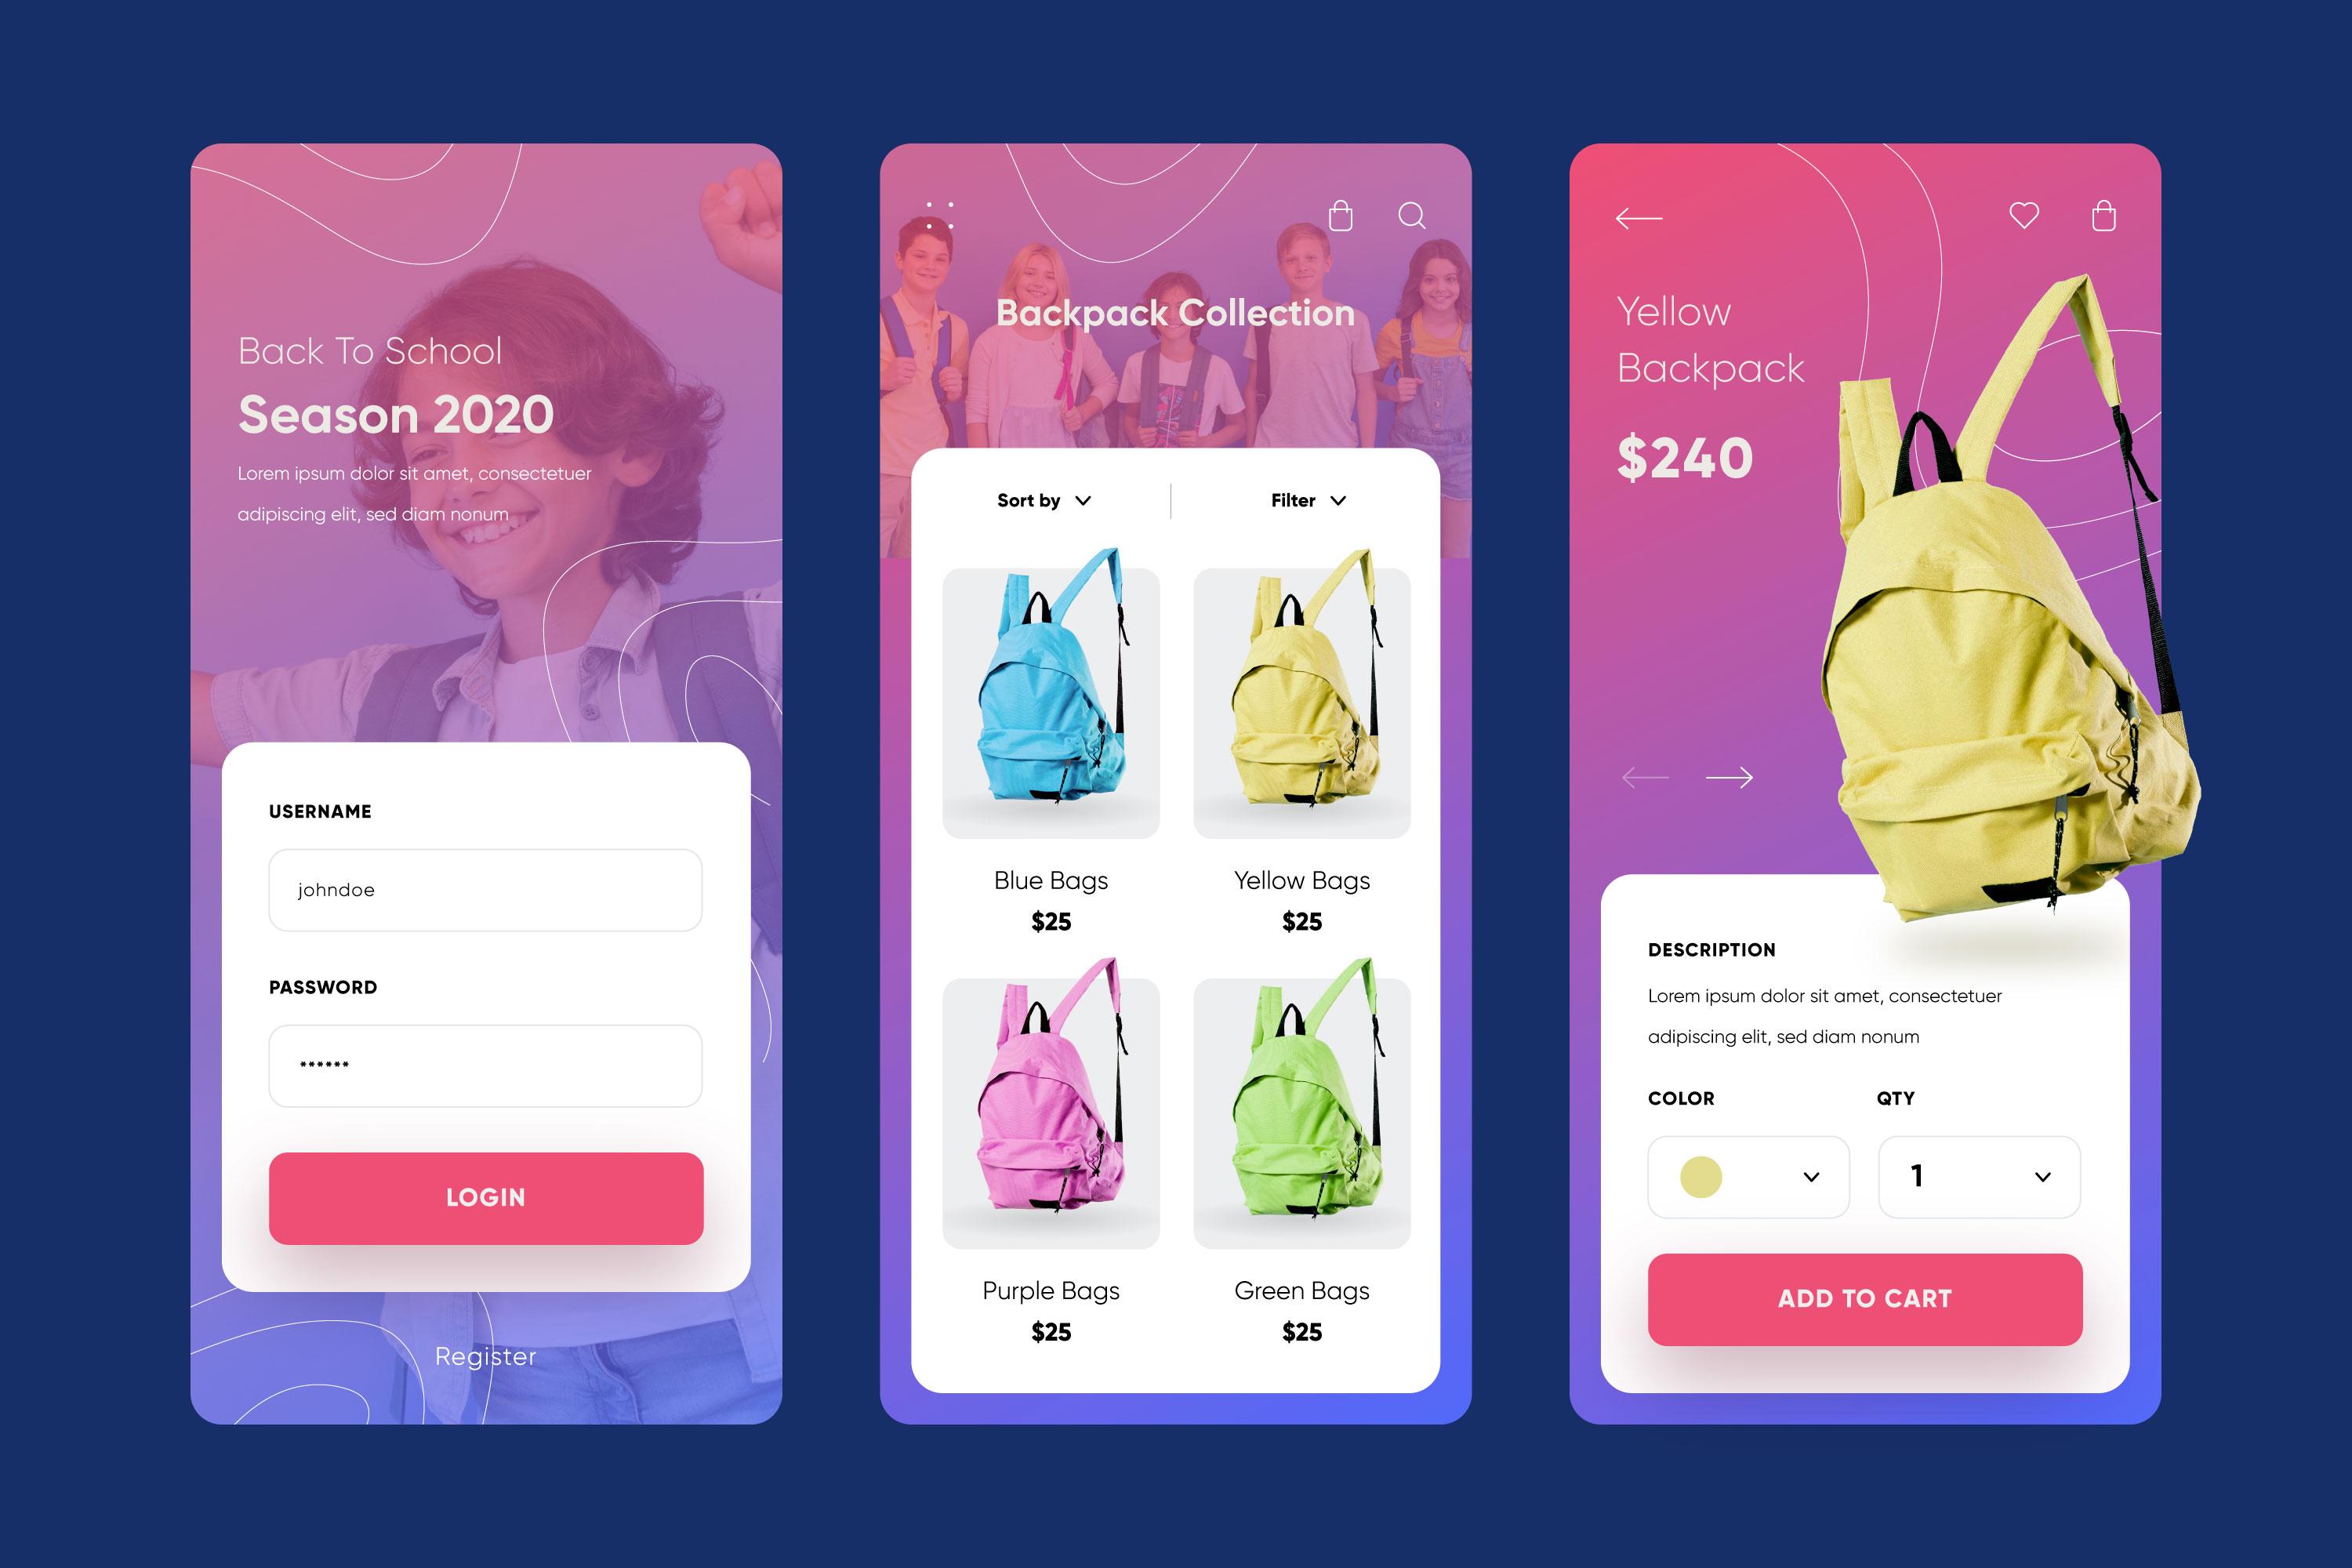 Back To School
Season 2020
Lorem ipsum dolor sit amet, consectetuer
adipiscing elit, sed diam nonum
USERNAME
johndoe
PASSWORD
******
LOGIN
Register
Backpack Collection
Sort by
Filter
Blue Bags
$25
Yellow Bags
$25
Purple Bags
$25
Green Bags
$25
Yellow
Backpack
$240
DESCRIPTION
Lorem ipsum dolor sit amet, consectetuer
adipiscing elit, sed diam nonum
COLOR
QTY
1
ADD TO CART